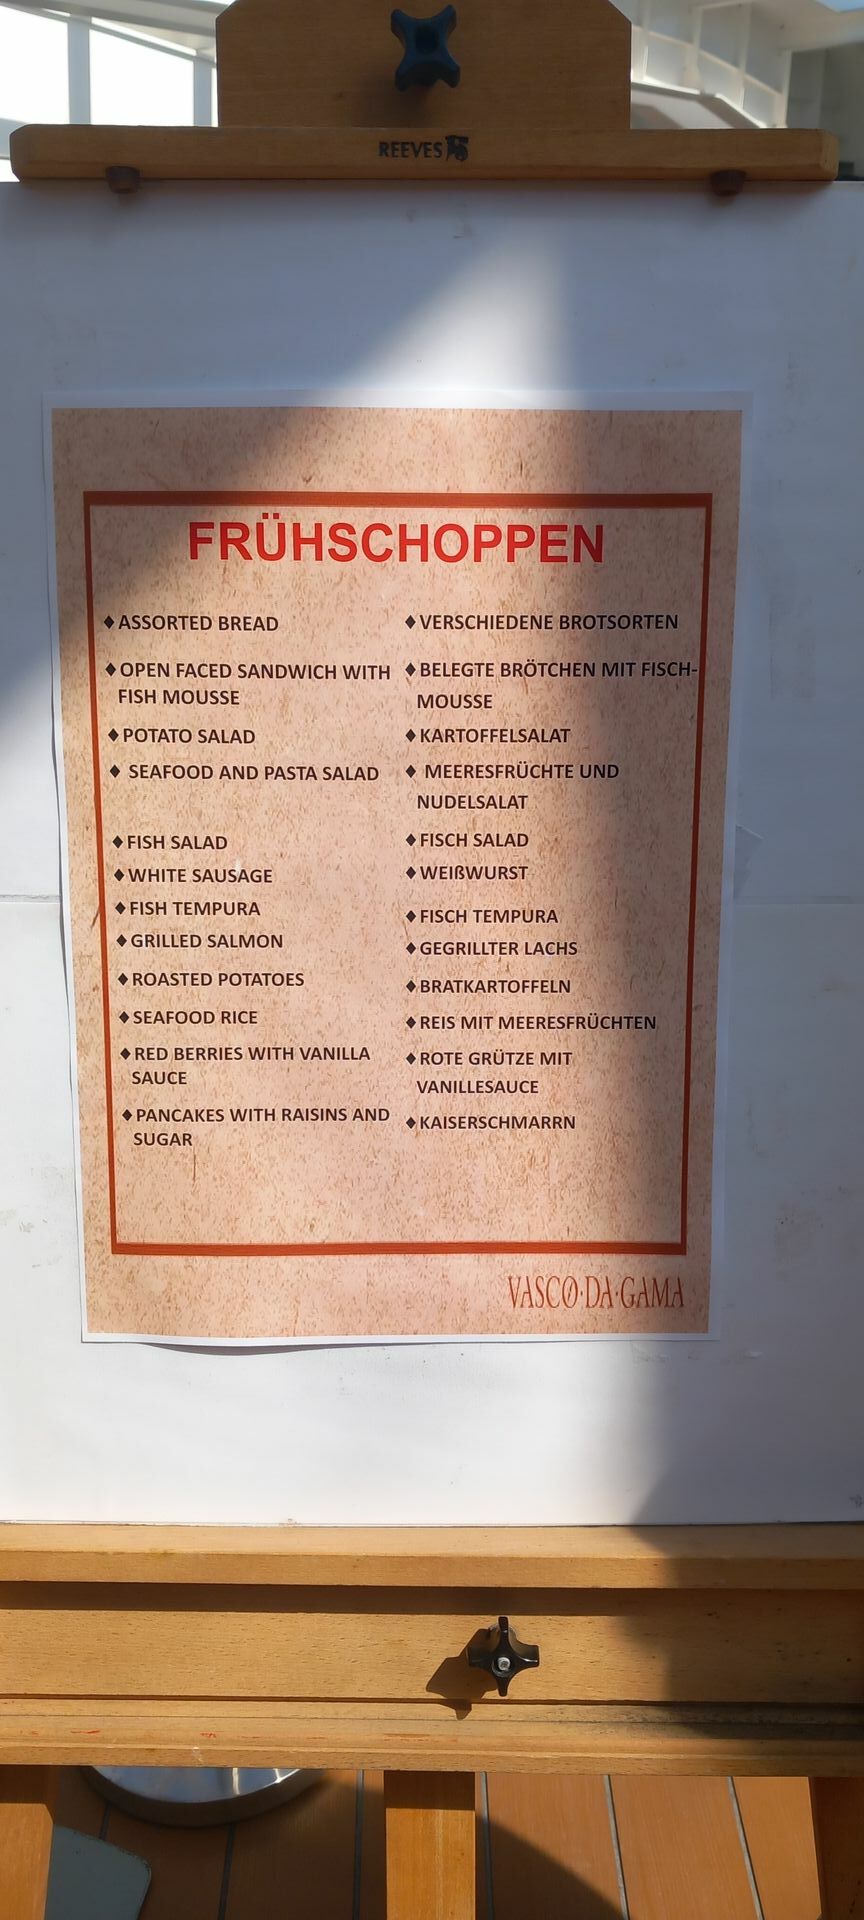 REEVES
FRÜHSCHOPPEN
♦ASSORTED BREAD
♦OPEN FACED SANDWICH WITH
FISH MOUSSE
♦POTATO SALAD
♦ SEAFOOD AND PASTA SALAD
♦FISH SALAD
♦WHITE SAUSAGE
♦FISH TEMPURA
♦GRILLED SALMON
♦ROASTED POTATOES
♦SEAFOOD RICE
♦RED BERRIES WITH VANILLA
SAUCE
♦PANCAKES WITH RAISINS AND
SUGAR
♦VERSCHIEDENE BROTSORTEN
♦BELEGTE BRÖTCHEN MIT FISCH-
MOUSSE
♦KARTOFFELSALAT
♦ MEERESFRÜCHTE UND
NUDELSALAT
♦FISCH SALAD
♦WEIßWURST
♦FISCH TEMPURA
♦GEGRILLTER LACHS
♦BRATKARTOFFELN
♦REIS MIT MEERESFRÜCHTEN
♦ROTE GRÜTZE MIT
VANILLESAUCE
♦KAISERSCHMARRN
VASCO·DA·GAMA